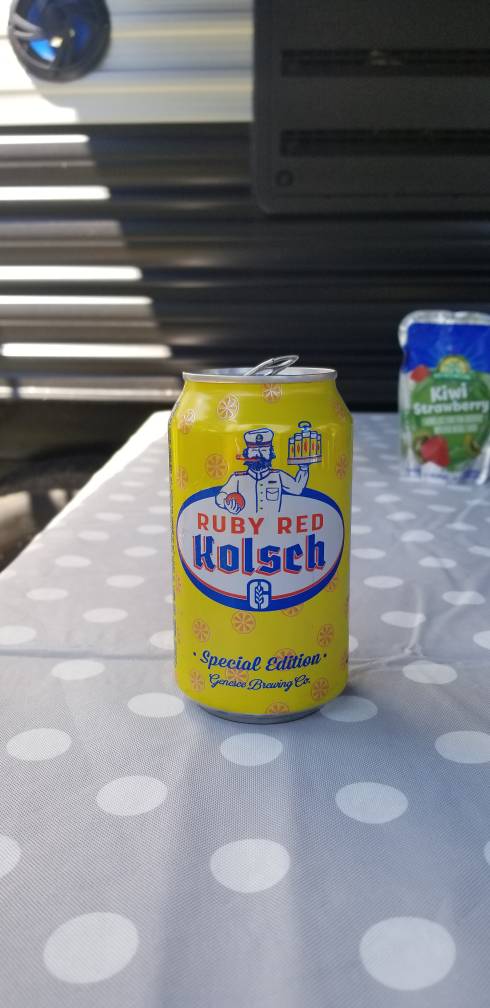 RUBY RED
Kolsch
G
· Special Edition ·
Genesee Brewing Co.
Kiwi
Strawberry